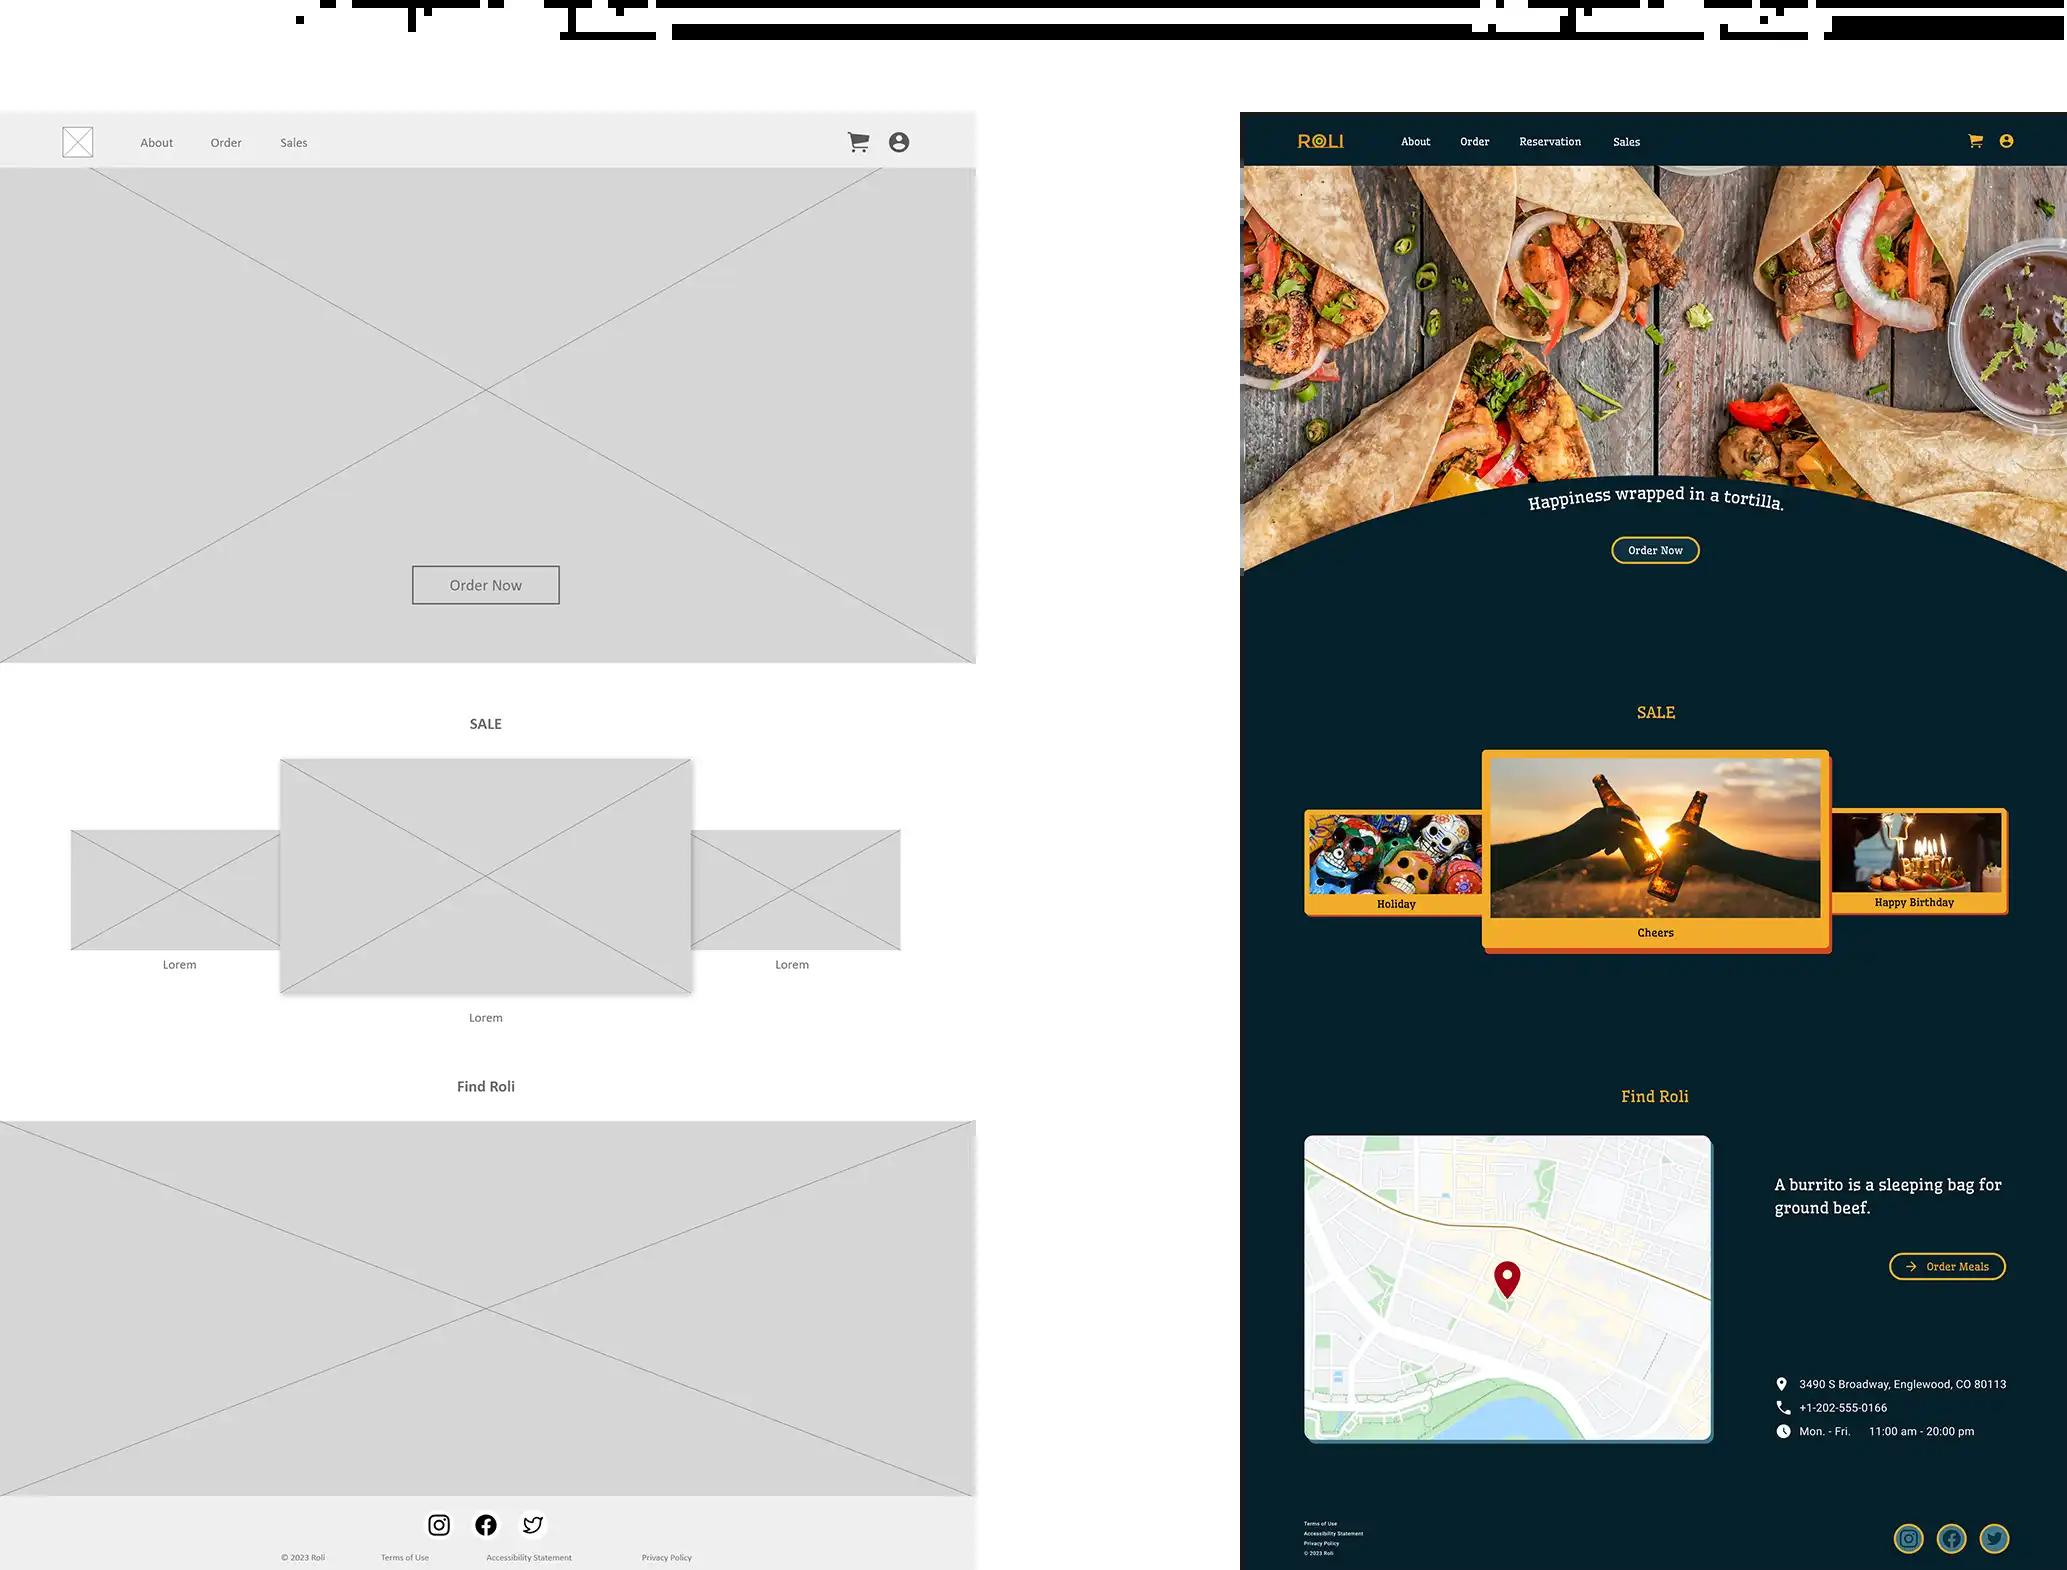 About Order Sales
Order Now
SALE
Lorem
Lorem
Lorem
Find Roli
© 2023 Roli Terms of Use Accessibility Statement Privacy Policy
ROLI About Order Reservation Sales
Happiness wrapped in a tortilla.
Order Now
SALE
Holiday
Cheers
Happy Birthday
Find Roli
A burrito is a sleeping bag for
ground beef.
Order Meals
3490 S Broadway, Englewood, CO 80113
+1-202-555-0166
Mon. - Fri. 11:00 am - 20:00 pm
Terms of Use
Accessibility Statement
Privacy Policy
© 2023 Roli